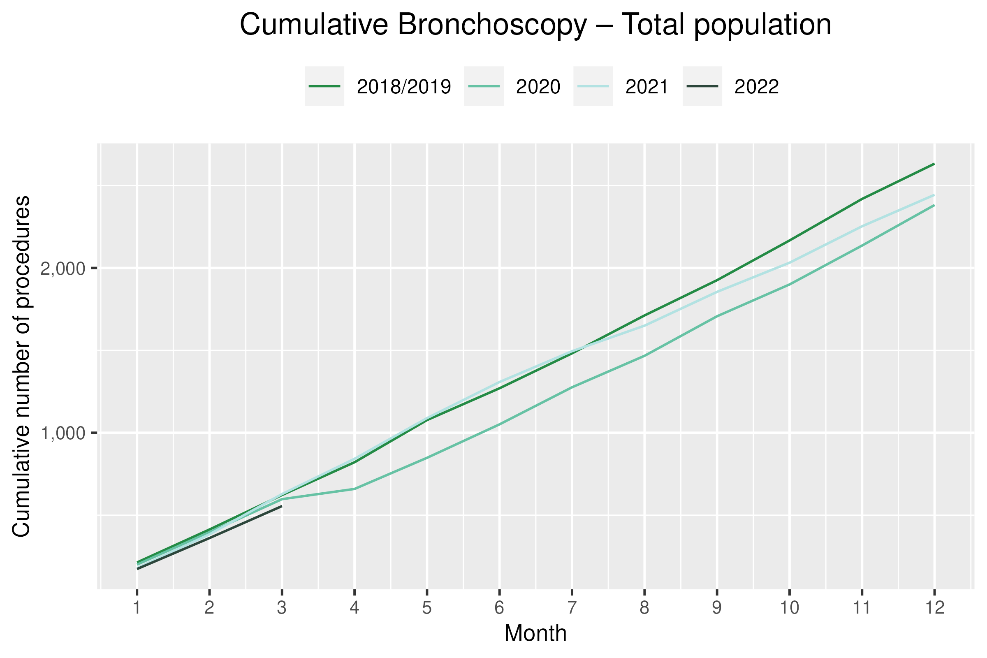 Cumulative Bronchoscopy – Total population
2018/2019 2020 2021 2022
Cumulative number of procedures
2,000
1,000
1 2 3 4 5 6 7 8 9 10 11 12
Month